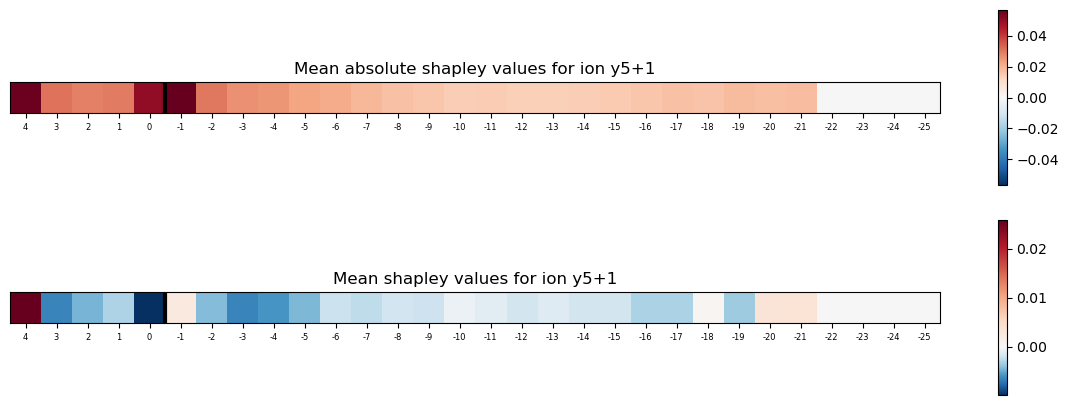 Mean absolute shapley values for ion y5+1
4 3 2 1 0 -1 -2 -3 -4 -5 -6 -7 -8 -9 -10 -11 -12 -13 -14 -15 -16 -17 -18 -19 -20 -21 -22 -23 -24 -25
0.04
0.02
0.00
−0.02
−0.04
Mean shapley values for ion y5+1
4 3 2 1 0 -1 -2 -3 -4 -5 -6 -7 -8 -9 -10 -11 -12 -13 -14 -15 -16 -17 -18 -19 -20 -21 -22 -23 -24 -25
0.02
0.01
0.00